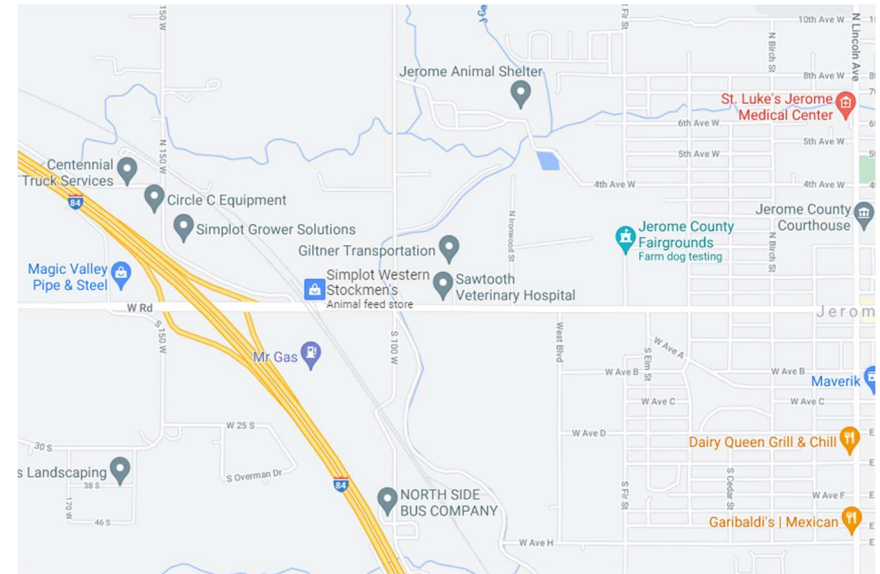 150 W
J Ca
N Fir St
10th Ave W
N Lincoln Ave
N Birch St
Jerome Animal Shelter
8th Ave W
St. Luke's Jerome
Medical Center
6th Ave W
5th Ave W
5th Ave W
N 150 W
Centennial
Truck Services
84
Circle C Equipment
4th Ave W
4th Ave W
Simplot Grower Solutions
N Ironwood St
Jerome County
Courthouse
Jerome County
Fairgrounds
Farm dog testing
N Birch St
Giltner Transportation
Magic Valley
Pipe & Steel
Simplot Western
Stockmen's
Animal feed store
Sawtooth
Veterinary Hospital
W Rd
Jerom
S 150 W
S 100 W
West Blvd
Mr Gas
S Elm St
W Ave A
W Ave B
W Ave B
Maverik
W Ave C
W Ave C
W 25 S
W Ave D
Dairy Queen Grill & Chill
E
30 S
s Landscaping
S Overman Dr
E
38 S
170 W
46 S
84
NORTH SIDE
BUS COMPANY
S Fir St
S Cedar St
W Ave F
E
Garibaldi's | Mexican
W Ave H
E